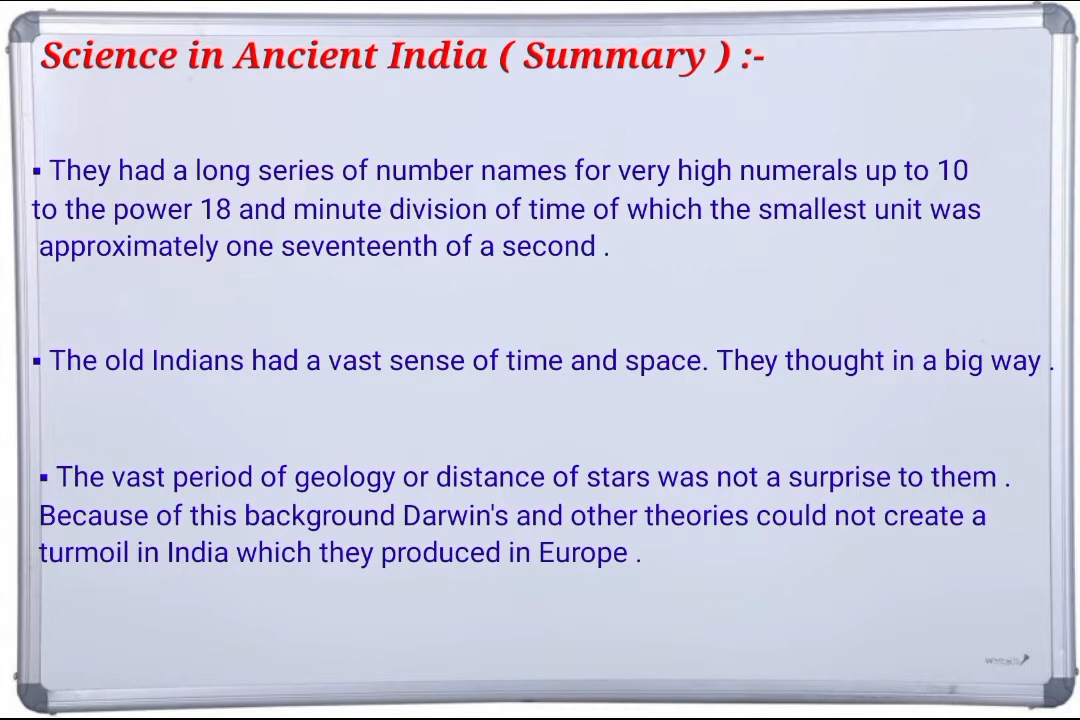 Science in Ancient India ( Summary ) :-
▪ They had a long series of number names for very high numerals up to 10
to the power 18 and minute division of time of which the smallest unit was
approximately one seventeenth of a second .
▪ The old Indians had a vast sense of time and space. They thought in a big way .
▪ The vast period of geology or distance of stars was not a surprise to them .
Because of this background Darwin's and other theories could not create a
turmoil in India which they produced in Europe .